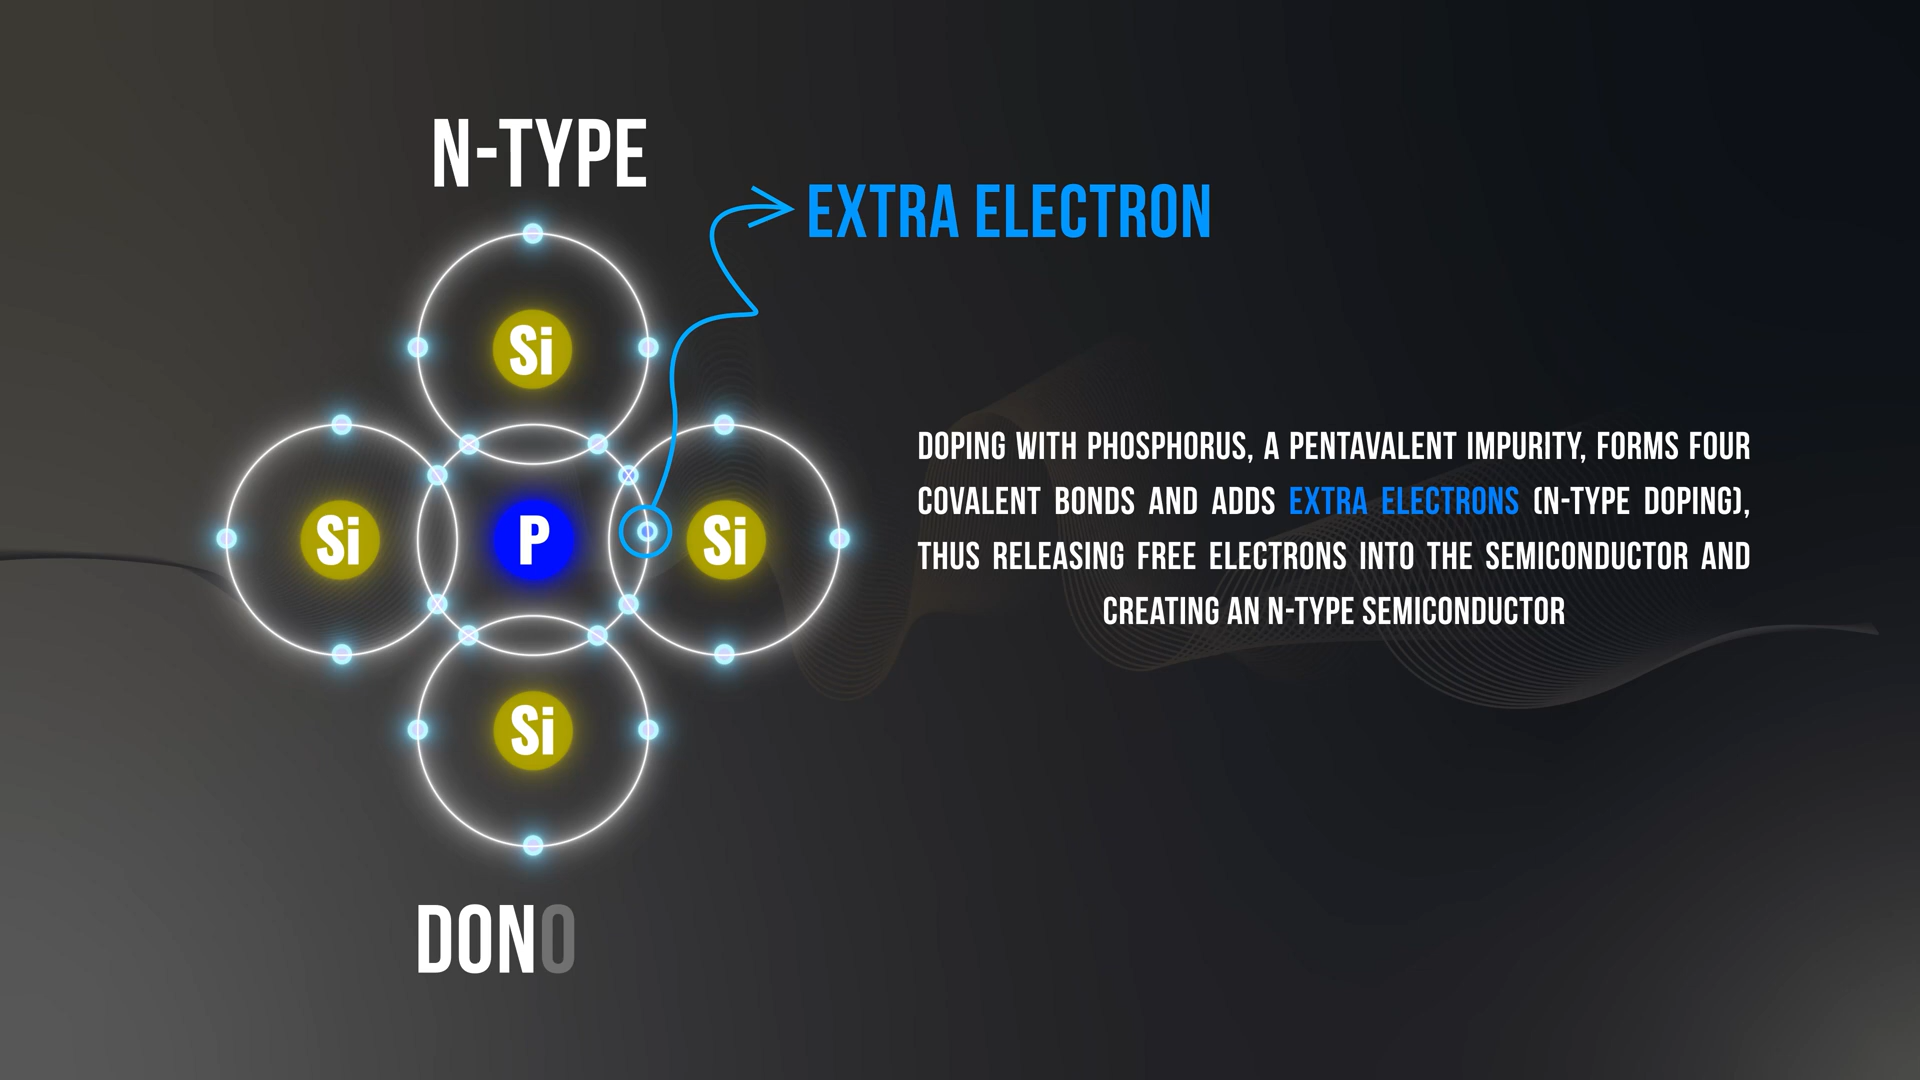 N-TYPE
EXTRA ELECTRON
Si
Si
P
Si
Si
DOPING WITH PHOSPHORUS, A PENTAVALENT IMPURITY, FORMS FOUR
COVALENT BONDS AND ADDS EXTRA ELECTRONS (N-TYPE DOPING),
THUS RELEASING FREE ELECTRONS INTO THE SEMICONDUCTOR AND
CREATING AN N-TYPE SEMICONDUCTOR
DONO